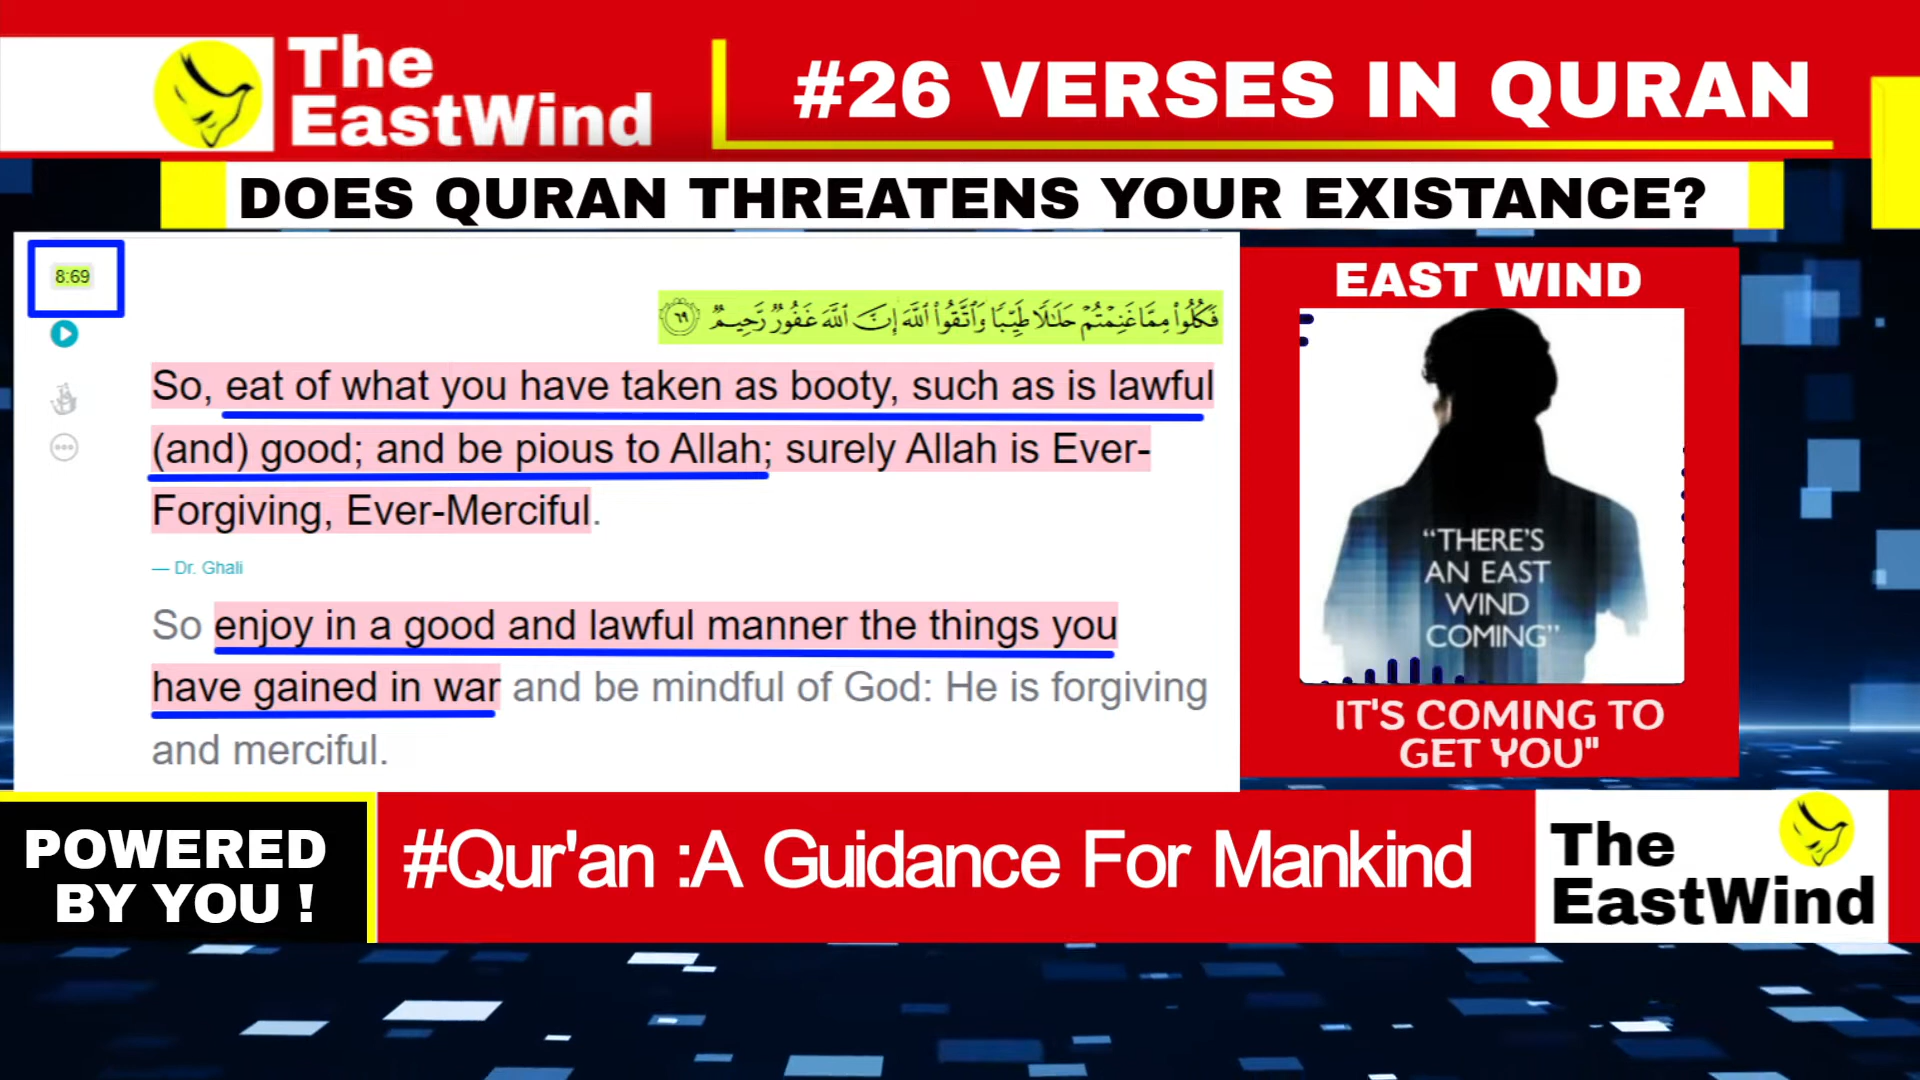 The
EastWind
#26 VERSES IN QURAN
DOES QURAN THREATENS YOUR EXISTANCE?
8:69
فَكُلُوا۟ مِمَّا غَنِمْتُمْ حَلَـٰلًا طَيِّبًا وَٱتَّقُوا۟ ٱللَّهَ إِنَّ ٱللَّهَ غَفُورٌ رَّحِيمٌ ٦٩
So, eat of what you have taken as booty, such as is lawful
(and) good; and be pious to Allah; surely Allah is Ever-
Forgiving, Ever-Merciful.
— Dr. Ghali
So enjoy in a good and lawful manner the things you
have gained in war and be mindful of God: He is forgiving
and merciful.
EAST WIND
“THERE'S
AN EAST
WIND
COMING”
IT'S COMING TO
GET YOU"
POWERED
BY YOU !
#Qur'an :A Guidance For Mankind
The
EastWind